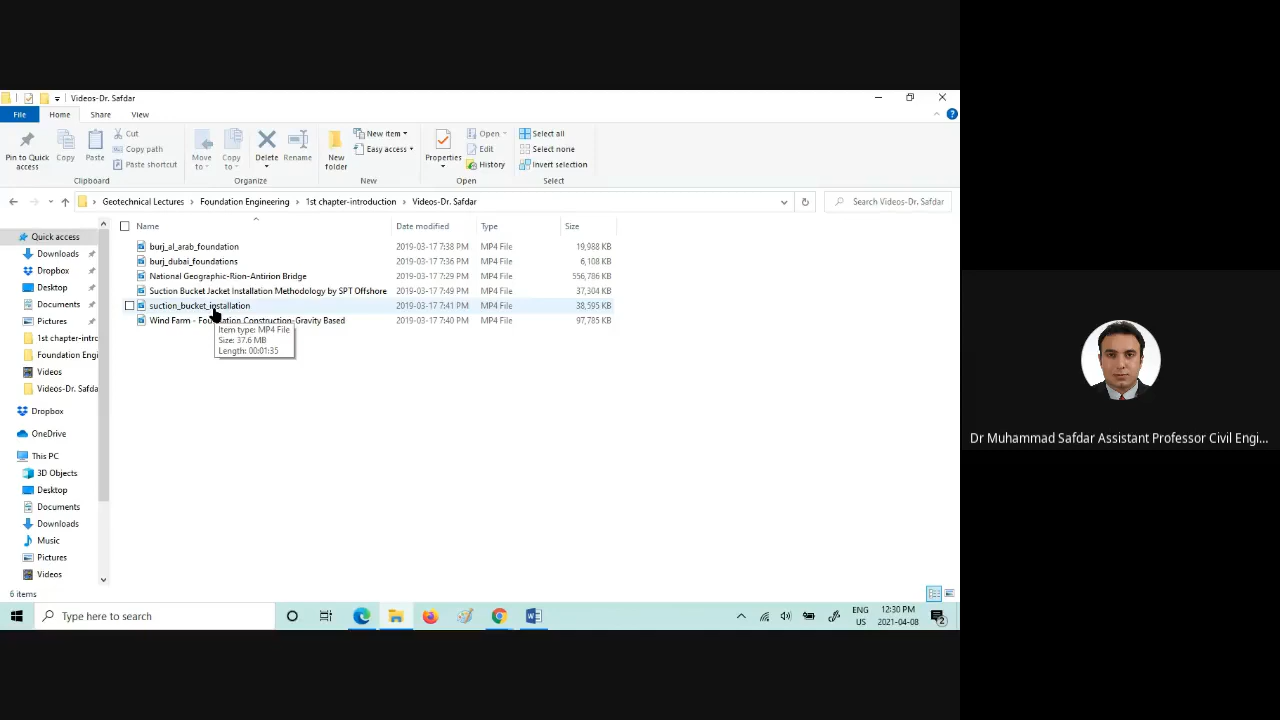 Videos-Dr. Safdar
File Home Share View
Pin to Quick access
Copy
Paste
Cut
Copy path
Paste shortcut
Clipboard
Move to
Copy to
Delete
Rename
Organize
New folder
New item
Easy access
New
Properties
Open
Edit
History
Open
Select all
Select none
Invert selection
Select
Geotechnical Lectures > Foundation Engineering > 1st chapter-introduction > Videos-Dr. Safdar
Search Videos-Dr. Safdar
Name Date modified Type Size
burj_al_arab_foundation 2019-03-17 7:38 PM MP4 File 19,988 KB
burj_dubai_foundations 2019-03-17 7:36 PM MP4 File 6,108 KB
National Geographic-Rion-Antirion Bridge 2019-03-17 7:29 PM MP4 File 556,786 KB
Suction Bucket Jacket Installation Methodology by SPT Offshore 2019-03-17 7:49 PM MP4 File 37,304 KB
suction_bucket_installation 2019-03-17 7:41 PM MP4 File 38,595 KB
Wind Farm - Foundation Construction-Gravity Based 2019-03-17 7:40 PM MP4 File 97,785 KB
Item type: MP4 File
Size: 37.6 MB
Length: 00:01:35
Quick access
Downloads
Dropbox
Desktop
Documents
Pictures
1st chapter-intro
Foundation Engi
Videos
Videos-Dr. Safda
Dropbox
OneDrive
This PC
3D Objects
Desktop
Documents
Downloads
Music
Pictures
Videos
6 items
Type here to search
ENG
US
12:30 PM
2021-04-08
2
Dr Muhammad Safdar Assistant Professor Civil Engi...